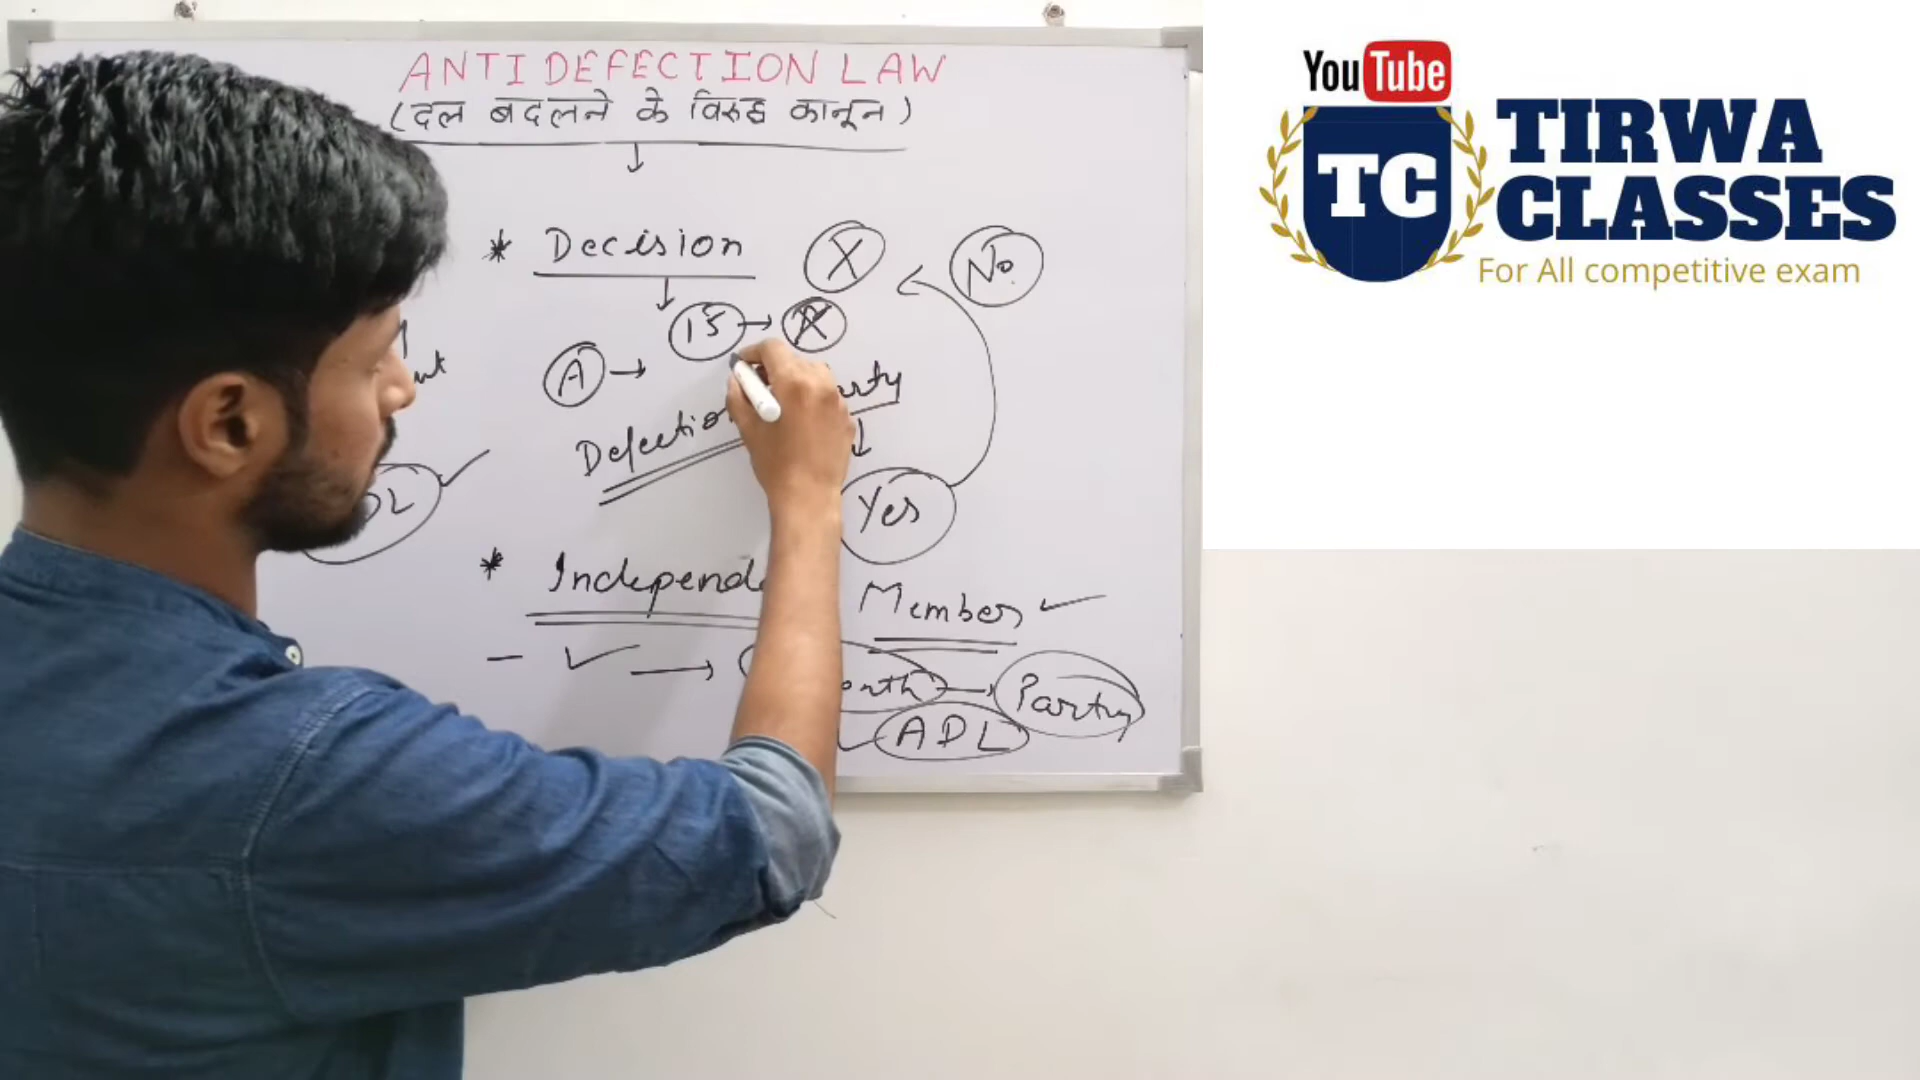 ANTI DEFECTION LAW
(दल बदलने के विरुद्ध कानून)
* Decision
X
No.
15
A
Defection
Yes
* Independ
Member
Party
ADL
YouTube
TC
TIRWA
CLASSES
For All competitive exam